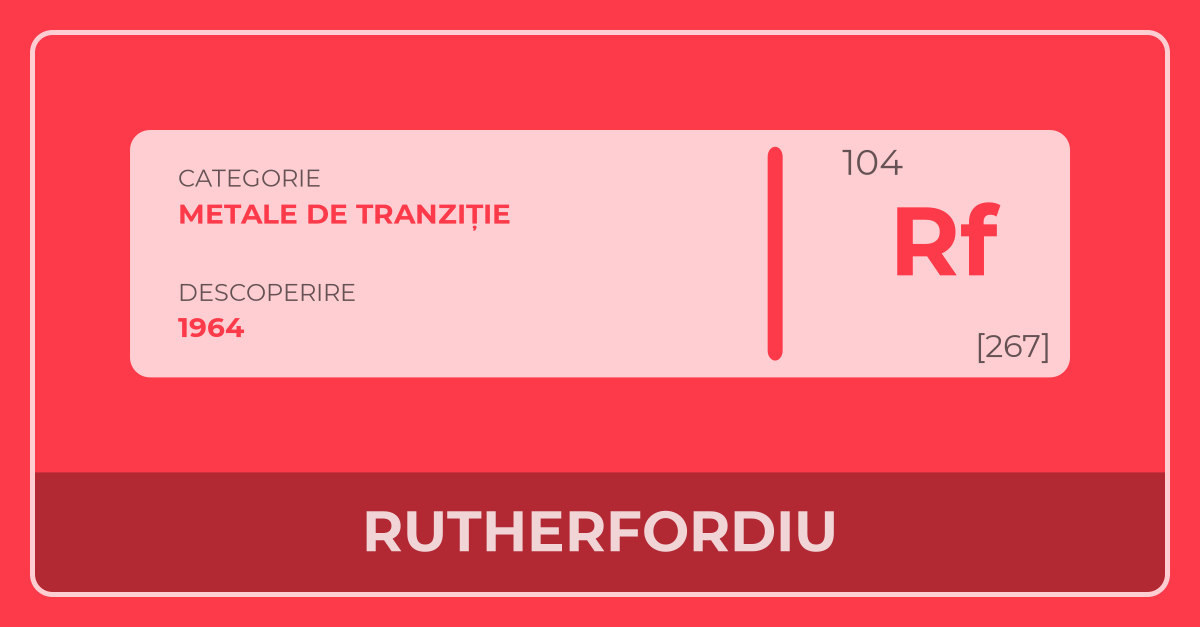 CATEGORIE
METALE DE TRANZIȚIE
DESCOPERIRE
1964
104
Rf
[267]
RUTHERFORDIU